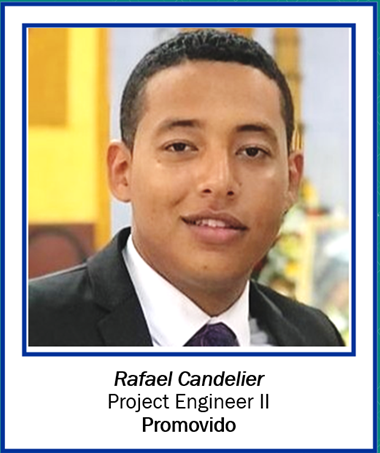 Rafael Candelier
Project Engineer II
Promovido